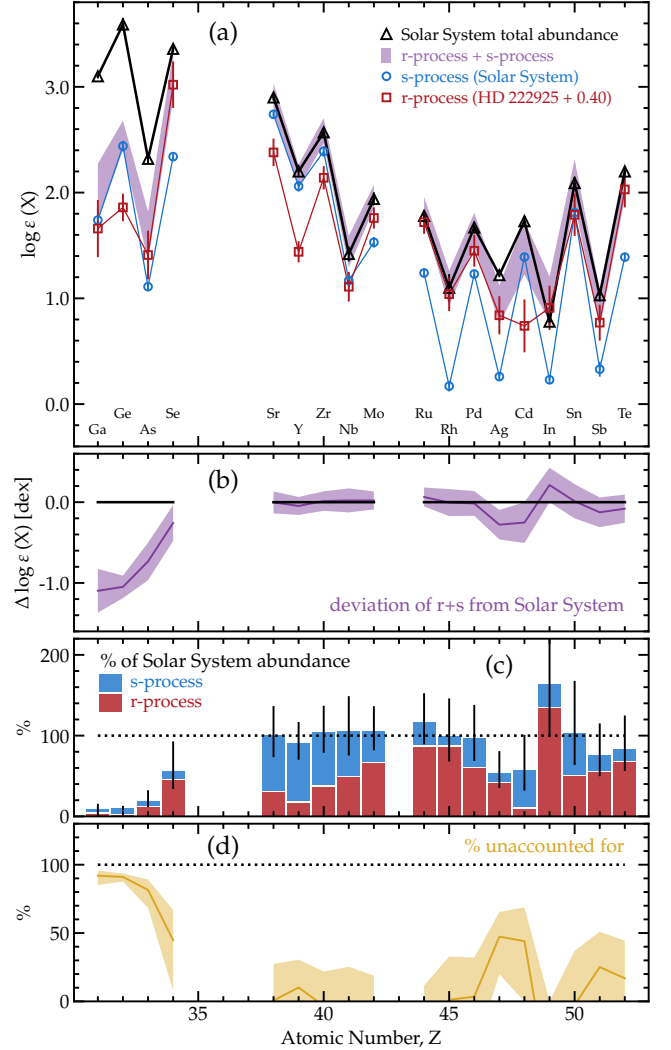 (a)
Solar System total abundance
r-process + s-process
s-process (Solar System)
r-process (HD 222925 + 0.40)
log ε (X)
3.0
2.0
1.0
0.0
Ga Ge As Se Sr Y Zr Nb Mo Ru Rh Pd Ag Cd In Sn Sb Te
(b)
Δ log ε (X) [dex]
0.0
-1.0
deviation of r+s from Solar System
% of Solar System abundance
(c)
s-process
r-process
%
200
100
0
(d)
% unaccounted for
%
100
50
0
35 40 45 50
Atomic Number, Z